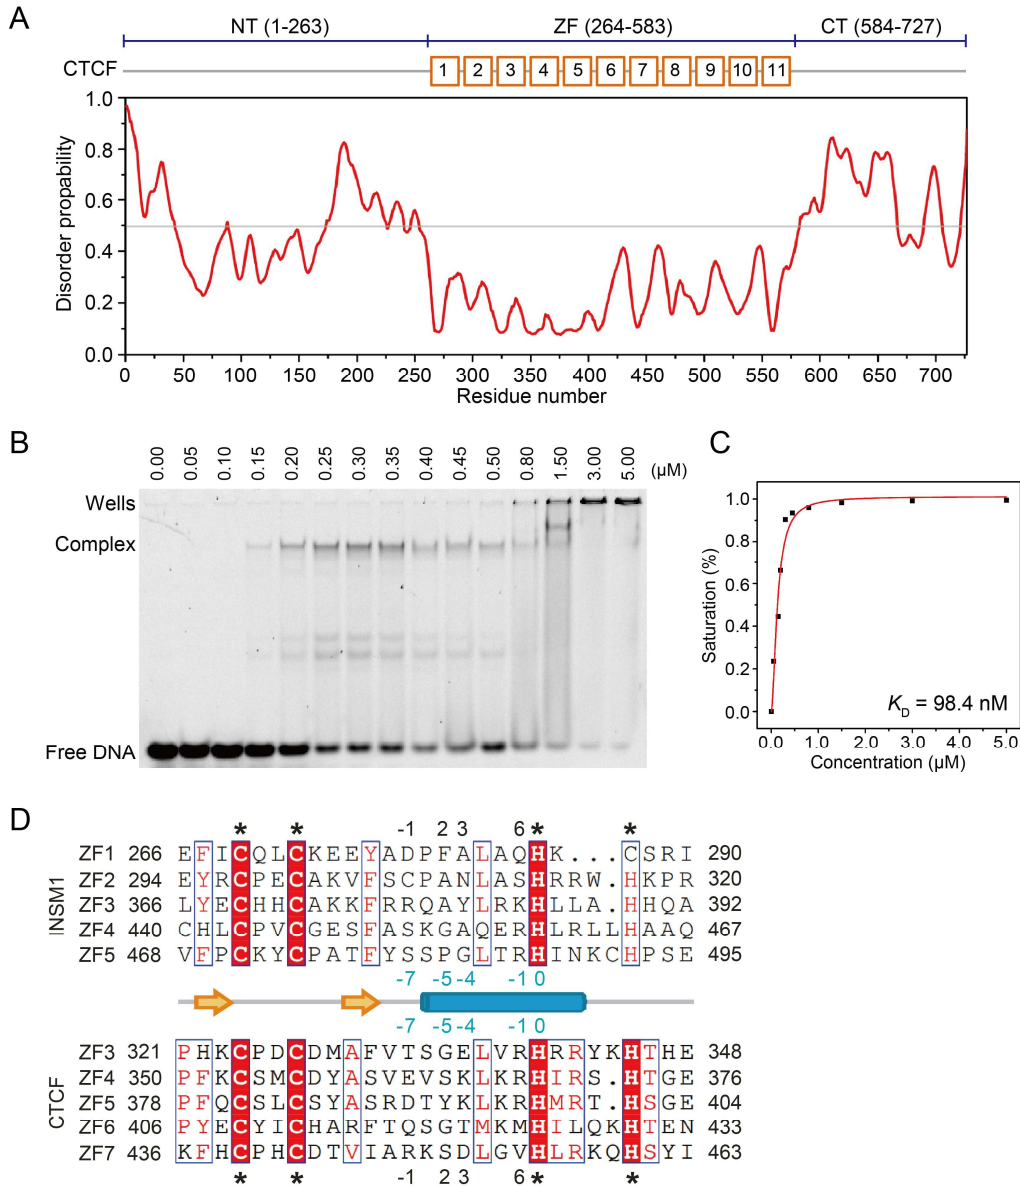 A
NT (1-263) ZF (264-583) CT (584-727)
CTCF 1 2 3 4 5 6 7 8 9 10 11
Disorder propability
1.0
0.8
0.6
0.4
0.2
0.0
0 50 100 150 200 250 300 350 400 450 500 550 600 650 700
Residue number
B
0.00 0.05 0.10 0.15 0.20 0.25 0.30 0.35 0.40 0.45 0.50 0.80 1.50 3.00 5.00 (μM)
Wells
Complex
Free DNA
C
Saturation (%)
1.0
0.8
0.6
0.4
0.2
0.0
K_D = 98.4 nM
0.0 1.0 2.0 3.0 4.0 5.0
Concentration (μM)
D
* * -1 2 3 6 * *
INSM1
ZF1 266 EFICQLCKEEYADPFALAQHK...CSRI 290
ZF2 294 EYRCPECAKVFSCPANLASHRRW.HKPR 320
ZF3 366 LYECHHCAKKFRRQAYLRKHLLA.HHQA 392
ZF4 440 CHLCPVCGESFASKGAQERHLRLLHAAQ 467
ZF5 468 VFPCKYCPATFYSSPGLTRHINKCHPSE 495
-7 -5 -4 -1 0
-7 -5 -4 -1 0
CTCF
ZF3 321 PHKCPDCDMAFVTSGELVRHRRYKHTHE 348
ZF4 350 PFKCSMCDYASVEVSKLKRHIRS.HTGE 376
ZF5 378 PFQCSLCSYASRDTYKLKRHMRT.HSGE 404
ZF6 406 PYECYICHARFTQSGTMKMHILQKHTEN 433
ZF7 436 KFHCPHCDTVIARKSDLGVHLRKQHSYI 463
* * -1 2 3 6 * *